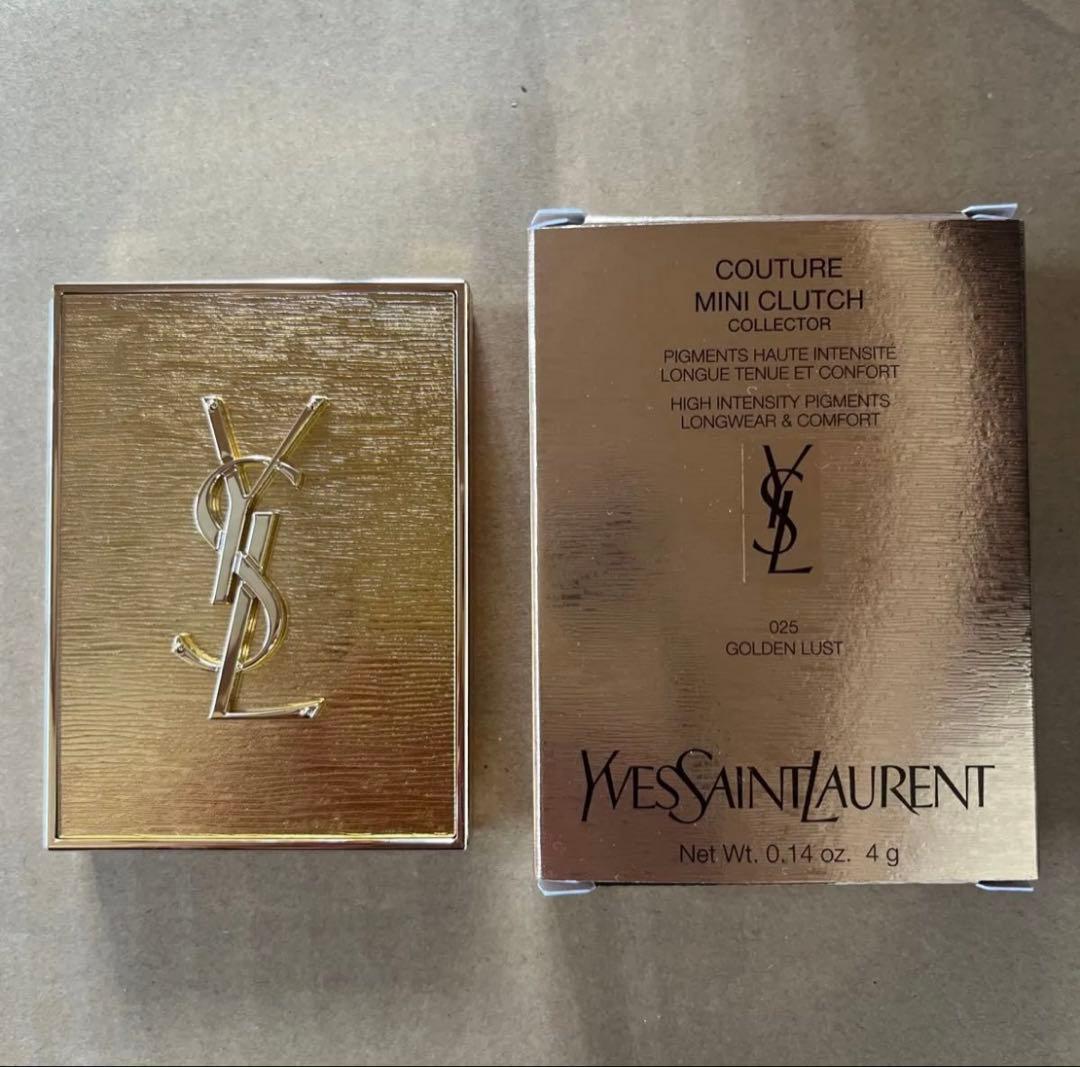 YSL
COUTURE
MINI CLUTCH
COLLECTOR
PIGMENTS HAUTE INTENSITÉ
LONGUE TENUE ET CONFORT
HIGH INTENSITY PIGMENTS
LONGWEAR & COMFORT
YSL
025
GOLDEN LUST
YVESSAINTLAURENT
Net Wt. 0.14 oz. 4 g